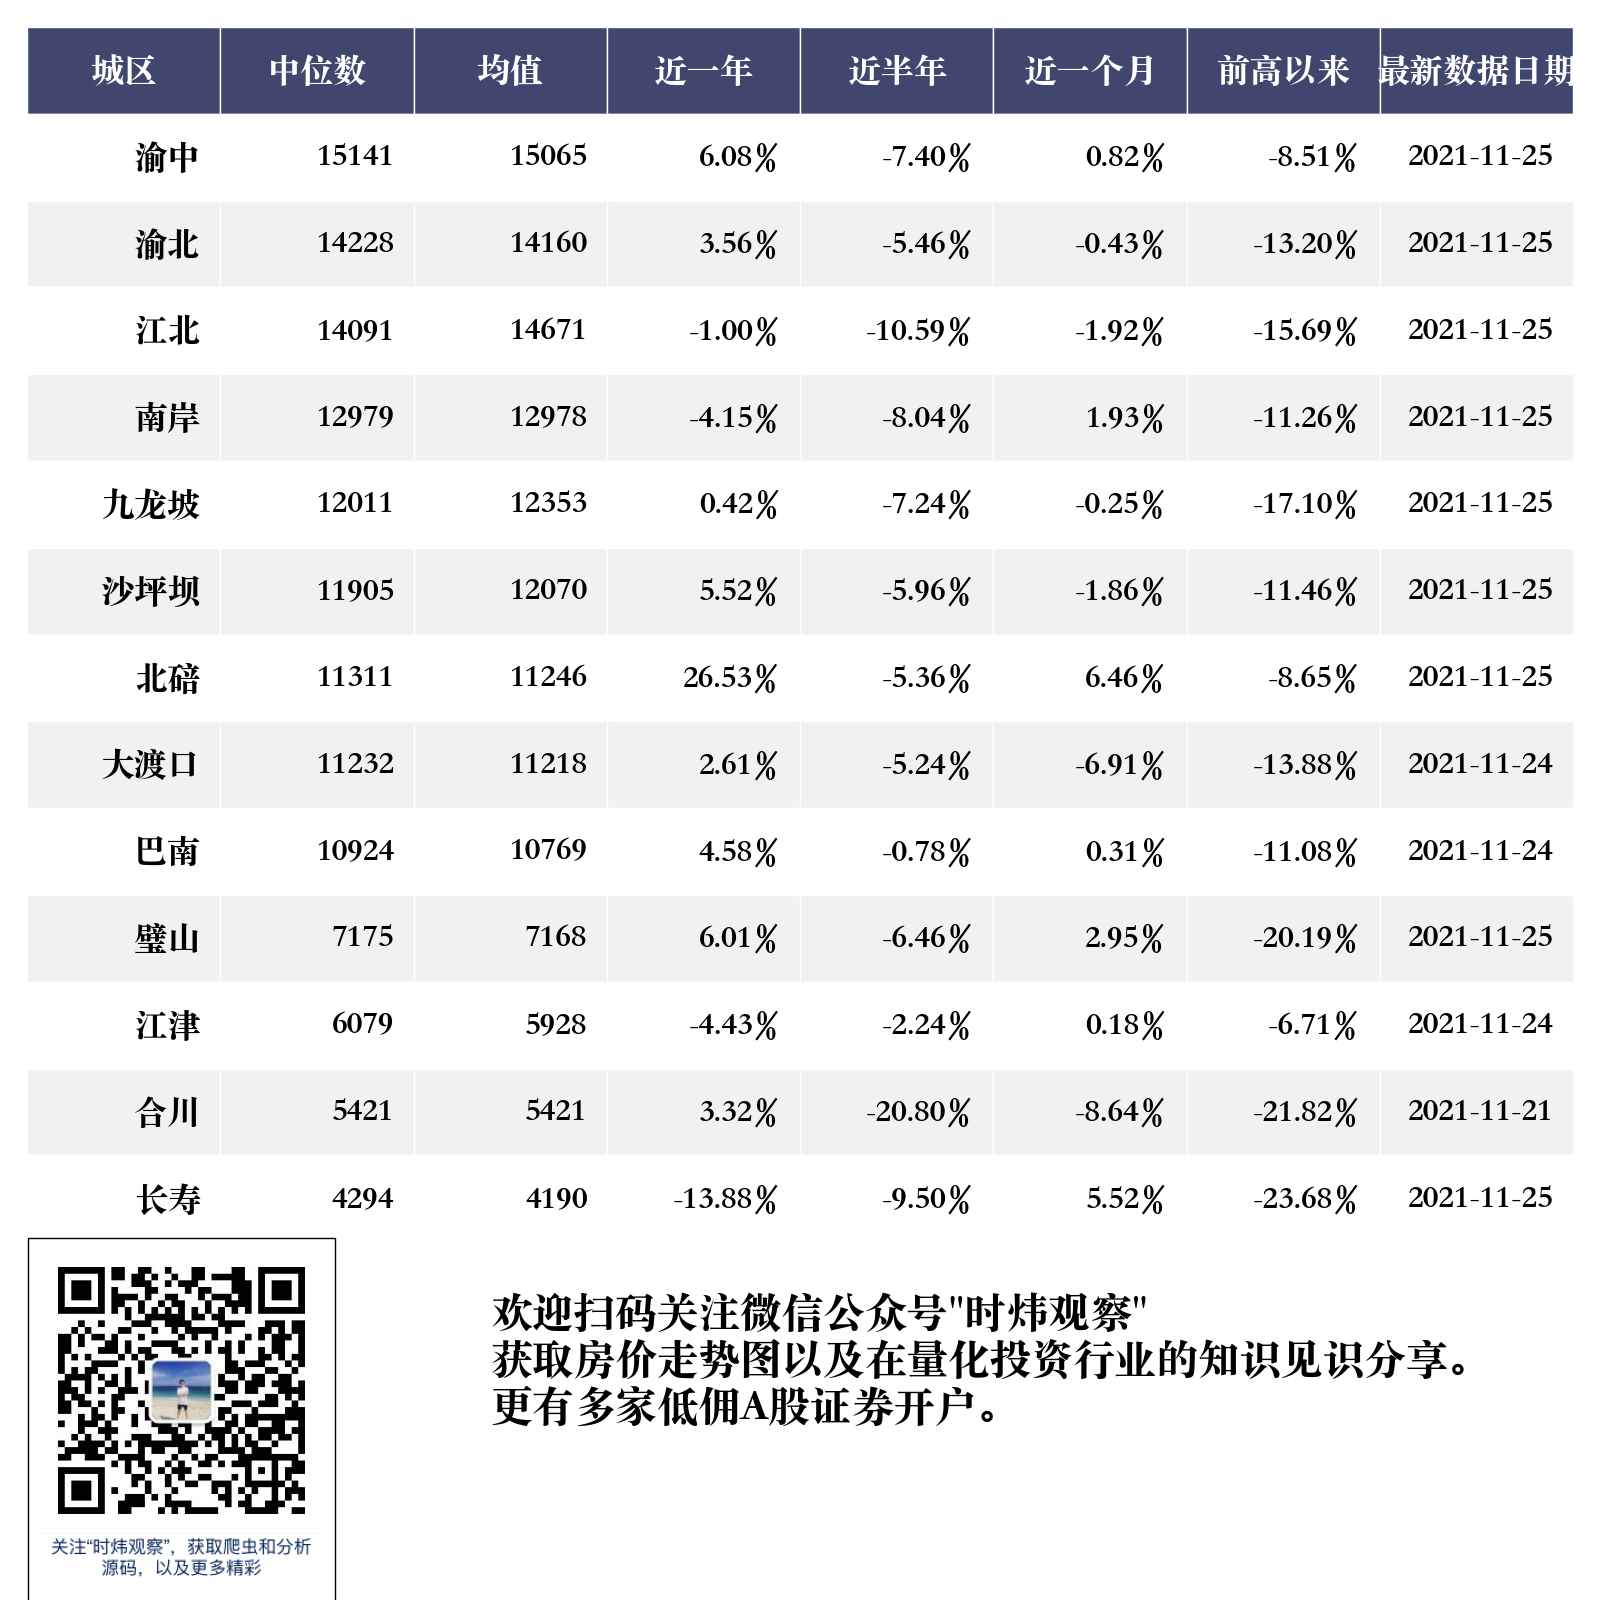 城区 中位数 均值 近一年 近半年 近一个月 前高以来 最新数据日期
渝中 15141 15065 6.08% -7.40% 0.82% -8.51% 2021-11-25
渝北 14228 14160 3.56% -5.46% -0.43% -13.20% 2021-11-25
江北 14091 14671 -1.00% -10.59% -1.92% -15.69% 2021-11-25
南岸 12979 12978 -4.15% -8.04% 1.93% -11.26% 2021-11-25
九龙坡 12011 12353 0.42% -7.24% -0.25% -17.10% 2021-11-25
沙坪坝 11905 12070 5.52% -5.96% -1.86% -11.46% 2021-11-25
北碚 11311 11246 26.53% -5.36% 6.46% -8.65% 2021-11-25
大渡口 11232 11218 2.61% -5.24% -6.91% -13.88% 2021-11-24
巴南 10924 10769 4.58% -0.78% 0.31% -11.08% 2021-11-24
璧山 7175 7168 6.01% -6.46% 2.95% -20.19% 2021-11-25
江津 6079 5928 -4.43% -2.24% 0.18% -6.71% 2021-11-24
合川 5421 5421 3.32% -20.80% -8.64% -21.82% 2021-11-21
长寿 4294 4190 -13.88% -9.50% 5.52% -23.68% 2021-11-25
欢迎扫码关注微信公众号"时炜观察"
获取房价走势图以及在量化投资行业的知识见识分享。
更有多家低佣A股证券开户。
关注“时炜观察”，获取爬虫和分析
源码，以及更多精彩